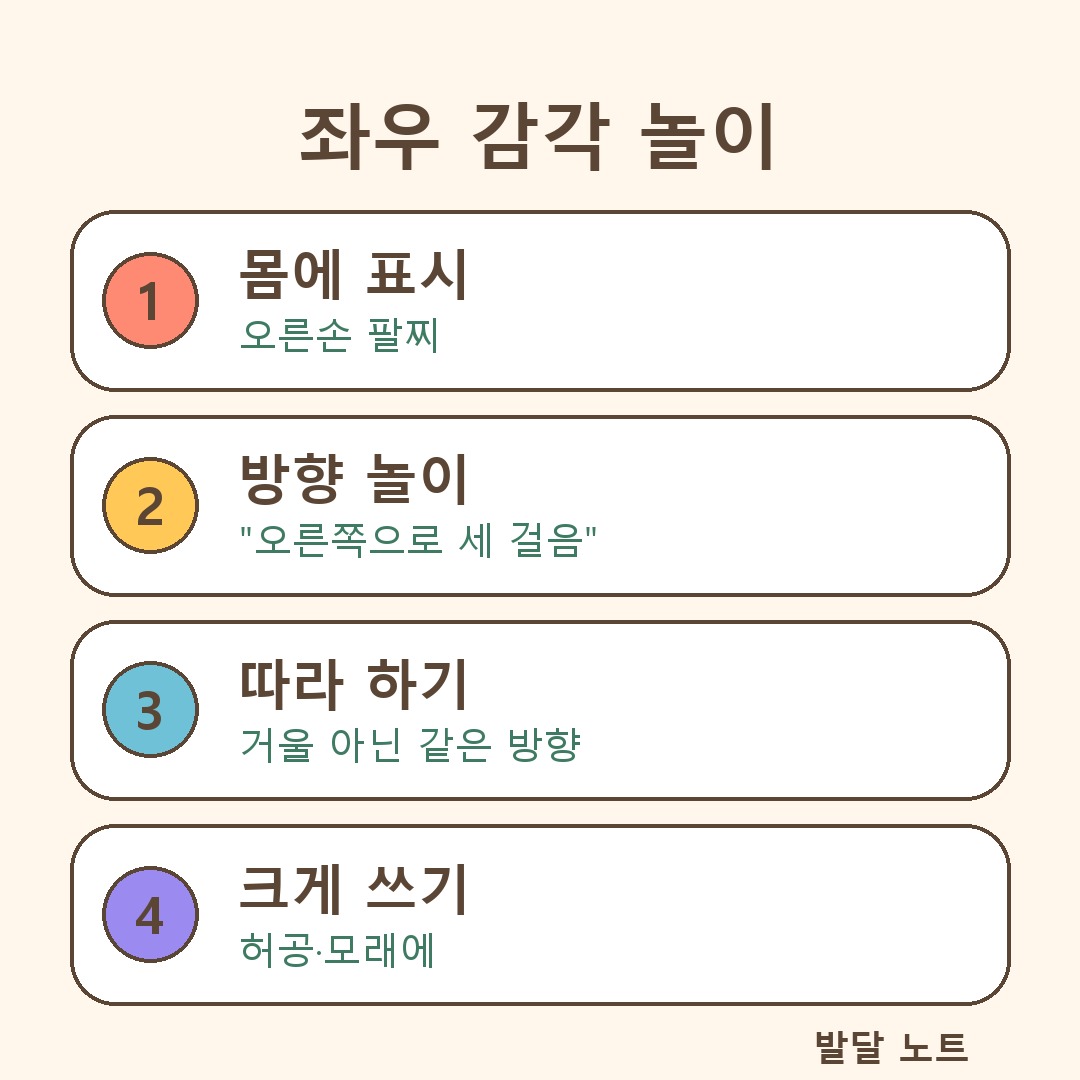 좌우 감각 놀이
1
몸에 표시
오른손 팔찌
2
방향 놀이
"오른쪽으로 세 걸음"
3
따라 하기
거울 아닌 같은 방향
4
크게 쓰기
허공·모래에
발달 노트